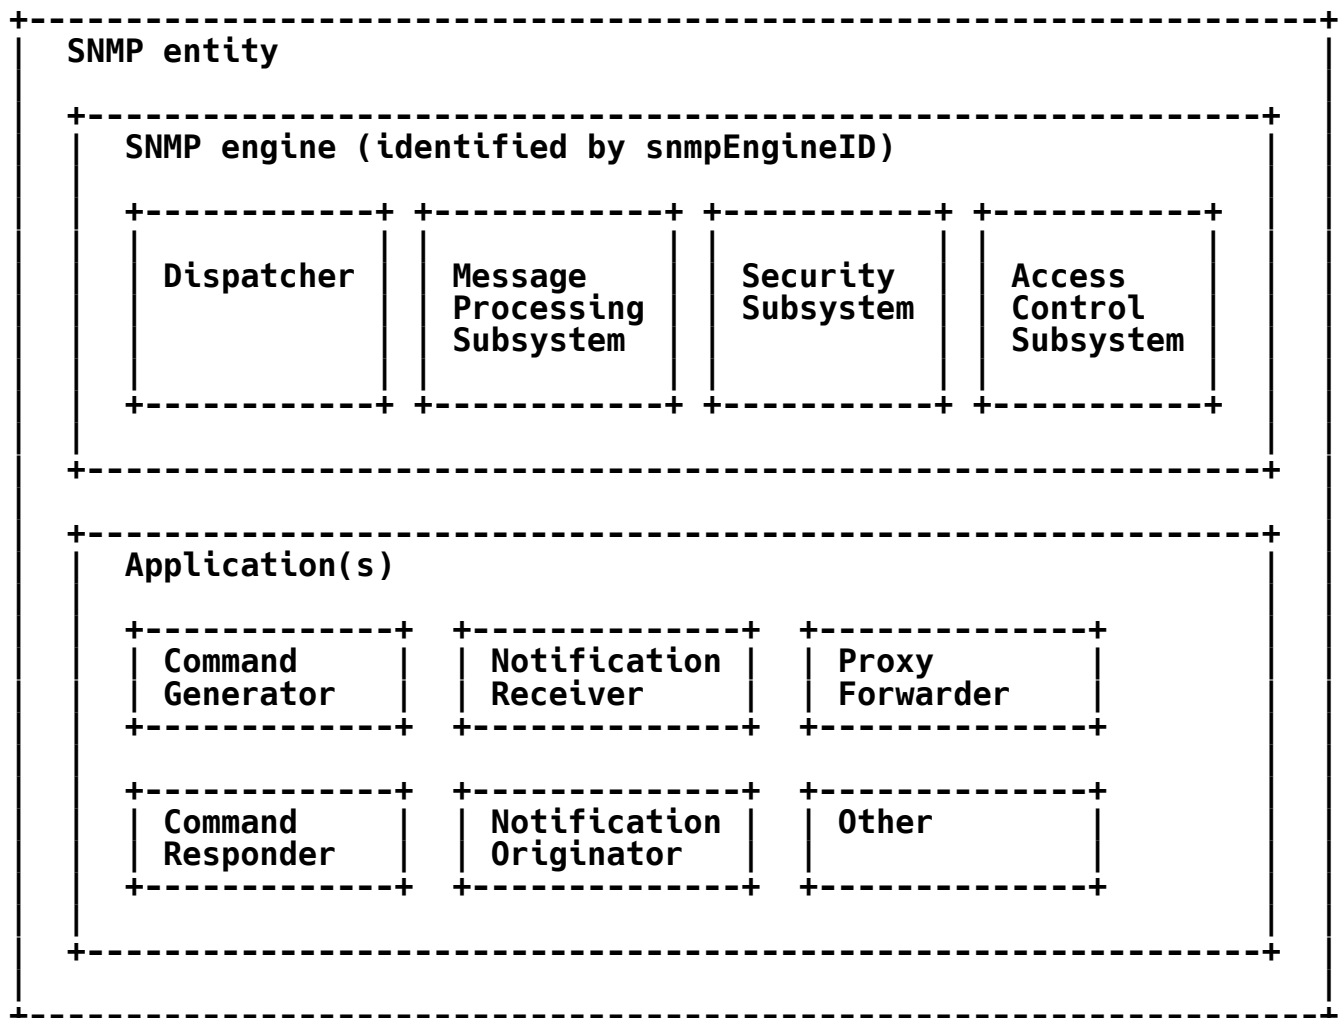 SNMP entity
SNMP engine (identified by snmpEngineID)
Dispatcher Message Security Access
Processing Subsystem Control
Subsystem Subsystem
Application(s)
Command Notification Proxy
Generator Receiver Forwarder
Command Notification Other
Responder Originator